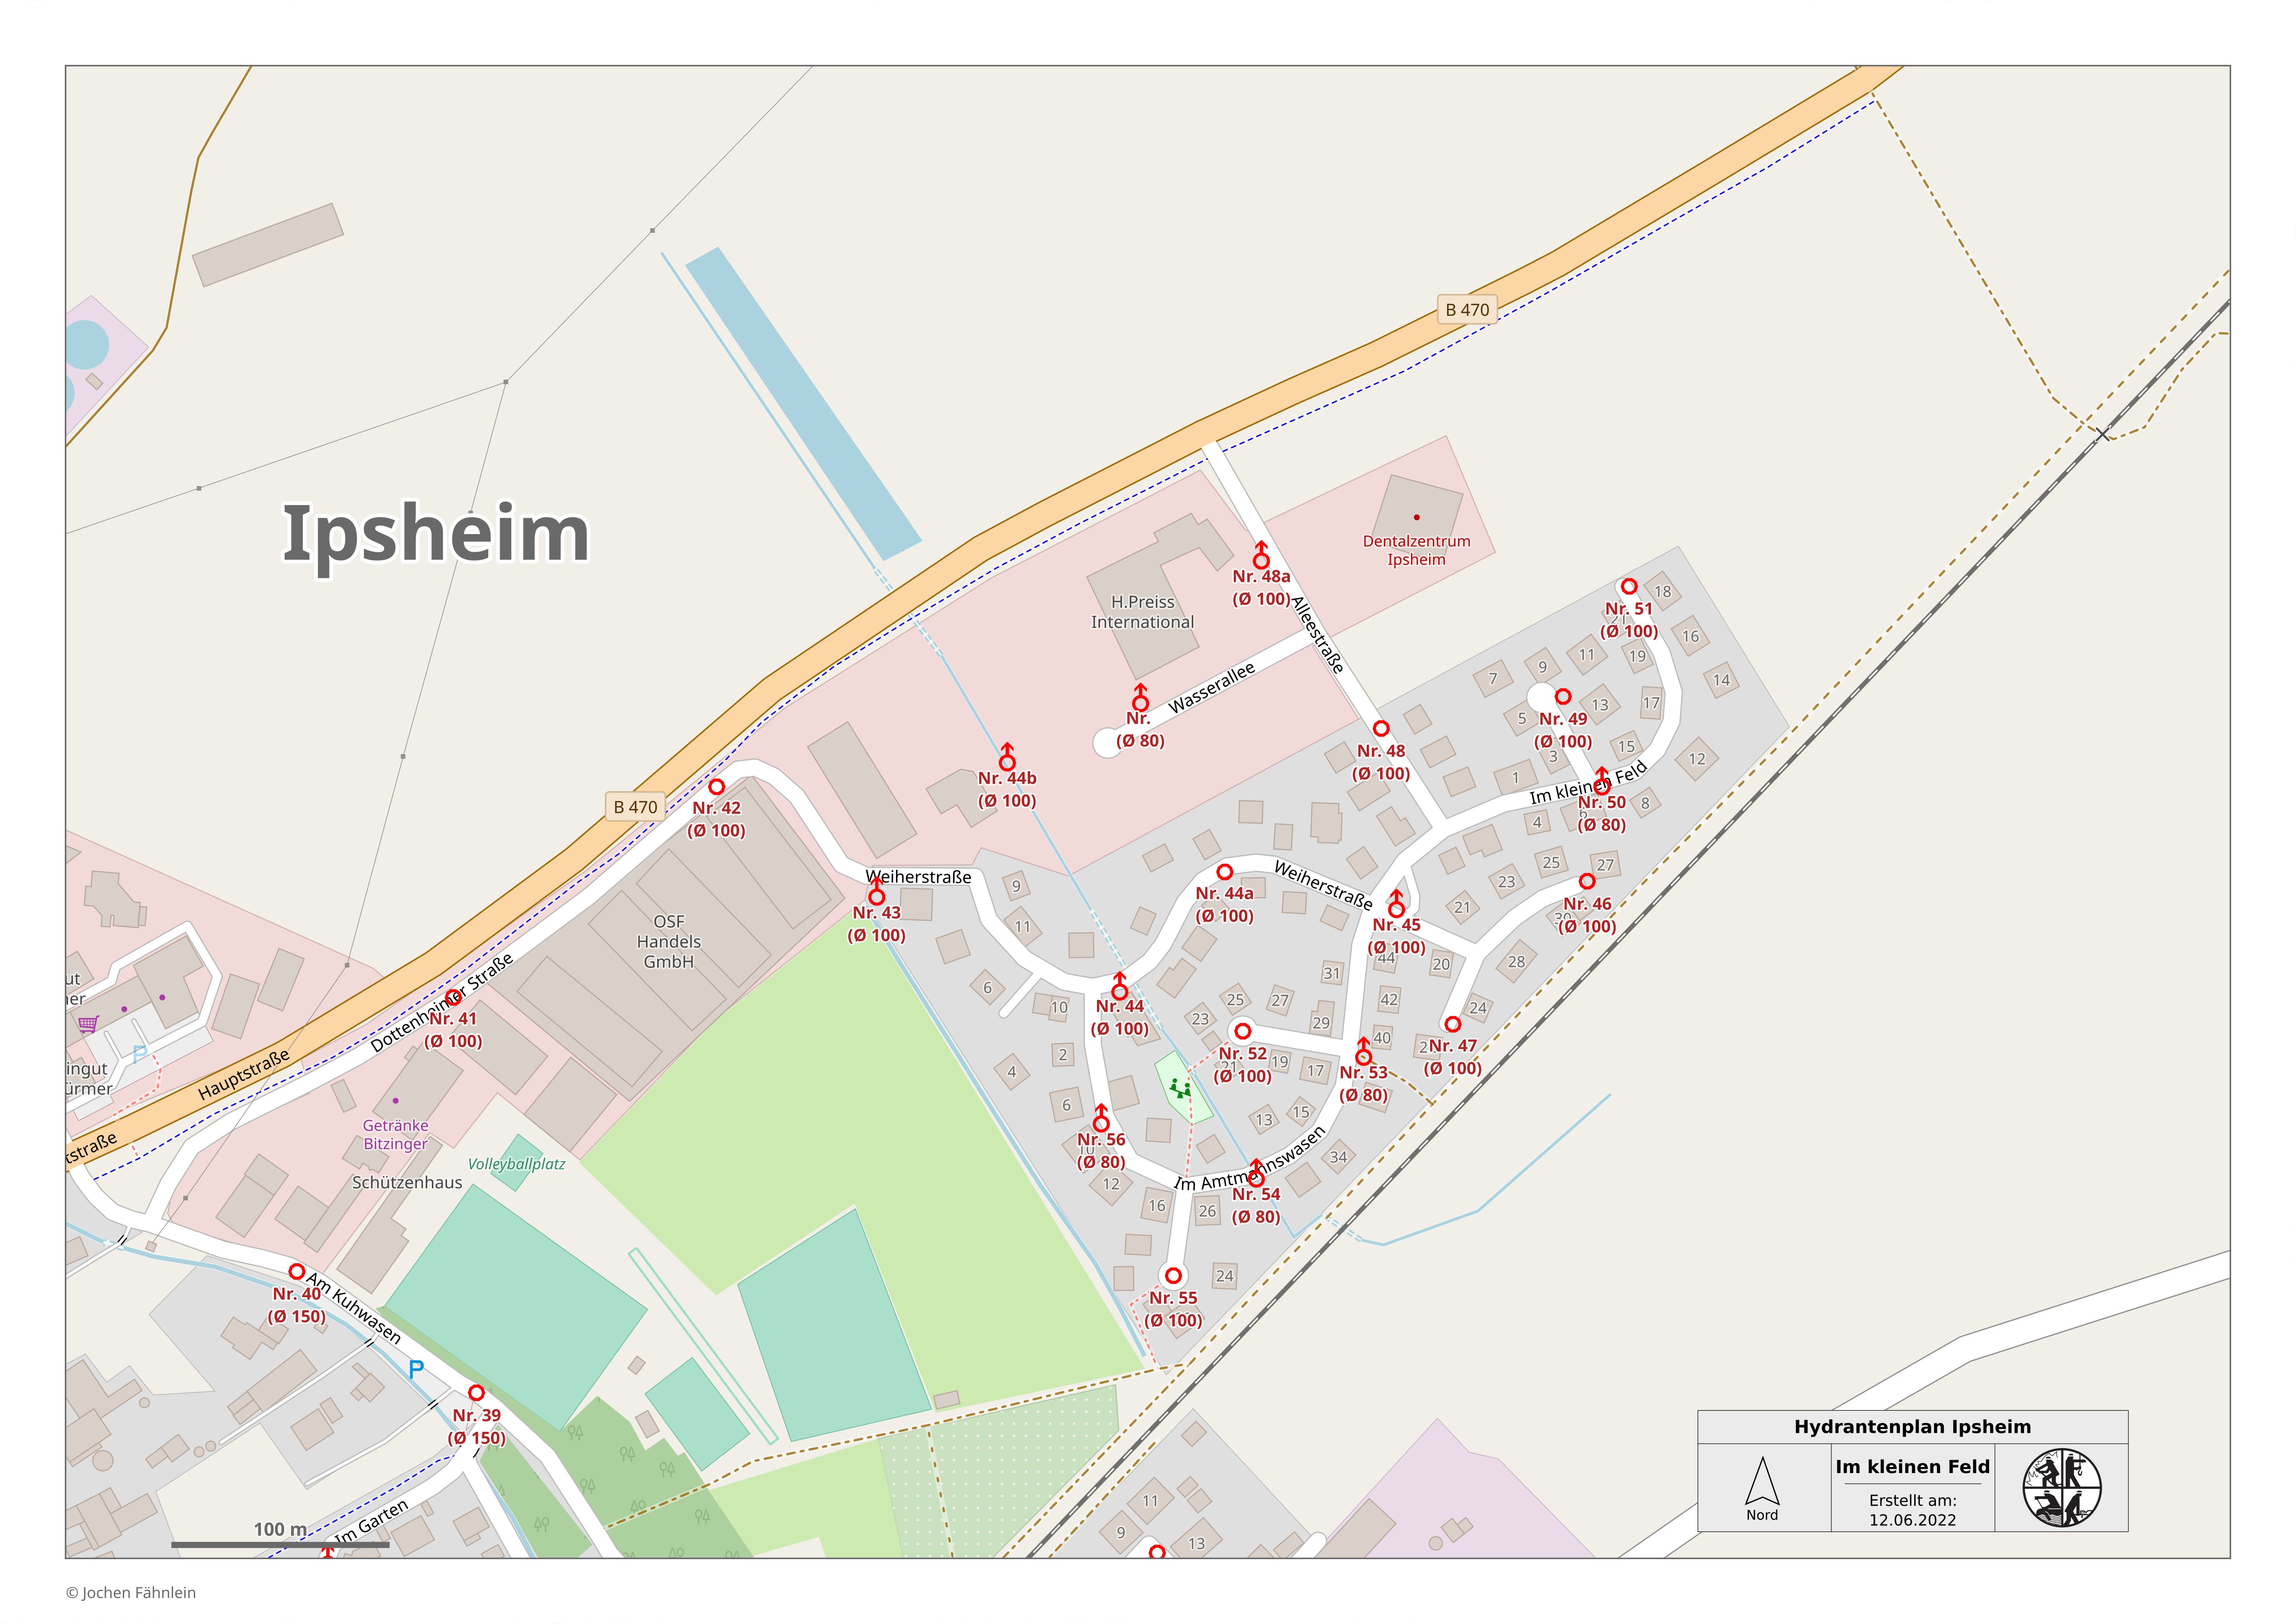 B 470
Ipsheim
Dentalzentrum
Ipsheim
Nr. 48a
(Ø 100)
H.Preiss
International
Alleestraße
18
Nr. 51
(Ø 100)
16
11
19
9
7
14
Wasserallee
Nr.
(Ø 80)
13
17
5
Nr. 49
(Ø 100)
Nr. 48
(Ø 100)
15
3
12
1
Nr. 44b
(Ø 100)
B 470
Nr. 42
(Ø 100)
Im kleinen Feld
Nr. 50
(Ø 80)
8
4
25
27
23
21
Nr. 46
(Ø 100)
28
Weiherstraße
Nr. 43
(Ø 100)
9
11
Nr. 44a
(Ø 100)
Weiherstraße
Nr. 45
(Ø 100)
44
20
OSF
Handels
GmbH
31
6
10
Nr. 44
(Ø 100)
25
27
42
24
23
29
40
Nr. 47
(Ø 100)
Nr. 52
(Ø 100)
21
19
17
Nr. 53
(Ø 80)
2
4
6
Nr. 56
(Ø 80)
10
12
13
15
Im Amtmannswasen
34
Nr. 54
(Ø 80)
16
26
24
Nr. 55
(Ø 100)
Dottenheimer Straße
Nr. 41
(Ø 100)
Hauptstraße
P
ut
er
ingut
ürmer
tstraße
Getränke
Bitzinger
Schützenhaus
Volleyballplatz
Nr. 40
(Ø 150)
Am Kuhwasen
P
Nr. 39
(Ø 150)
Im Garten
100 m
11
9
13
Hydrantenplan Ipsheim
Nord
Im kleinen Feld
Erstellt am:
12.06.2022
© Jochen Fähnlein